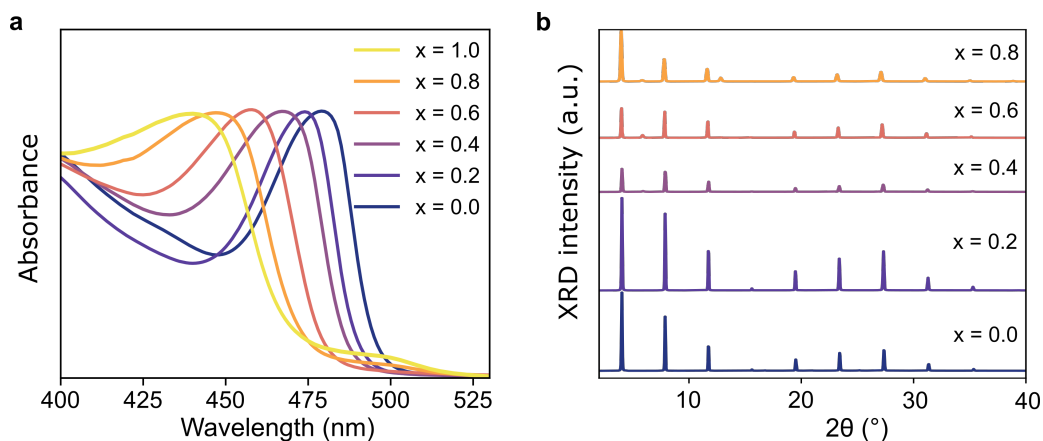 a
x = 1.0
x = 0.8
x = 0.6
x = 0.4
x = 0.2
x = 0.0
Absorbance
400 425 450 475 500 525
Wavelength (nm)
b
x = 0.8
x = 0.6
x = 0.4
x = 0.2
x = 0.0
XRD intensity (a.u.)
10 20 30 40
2θ (°)